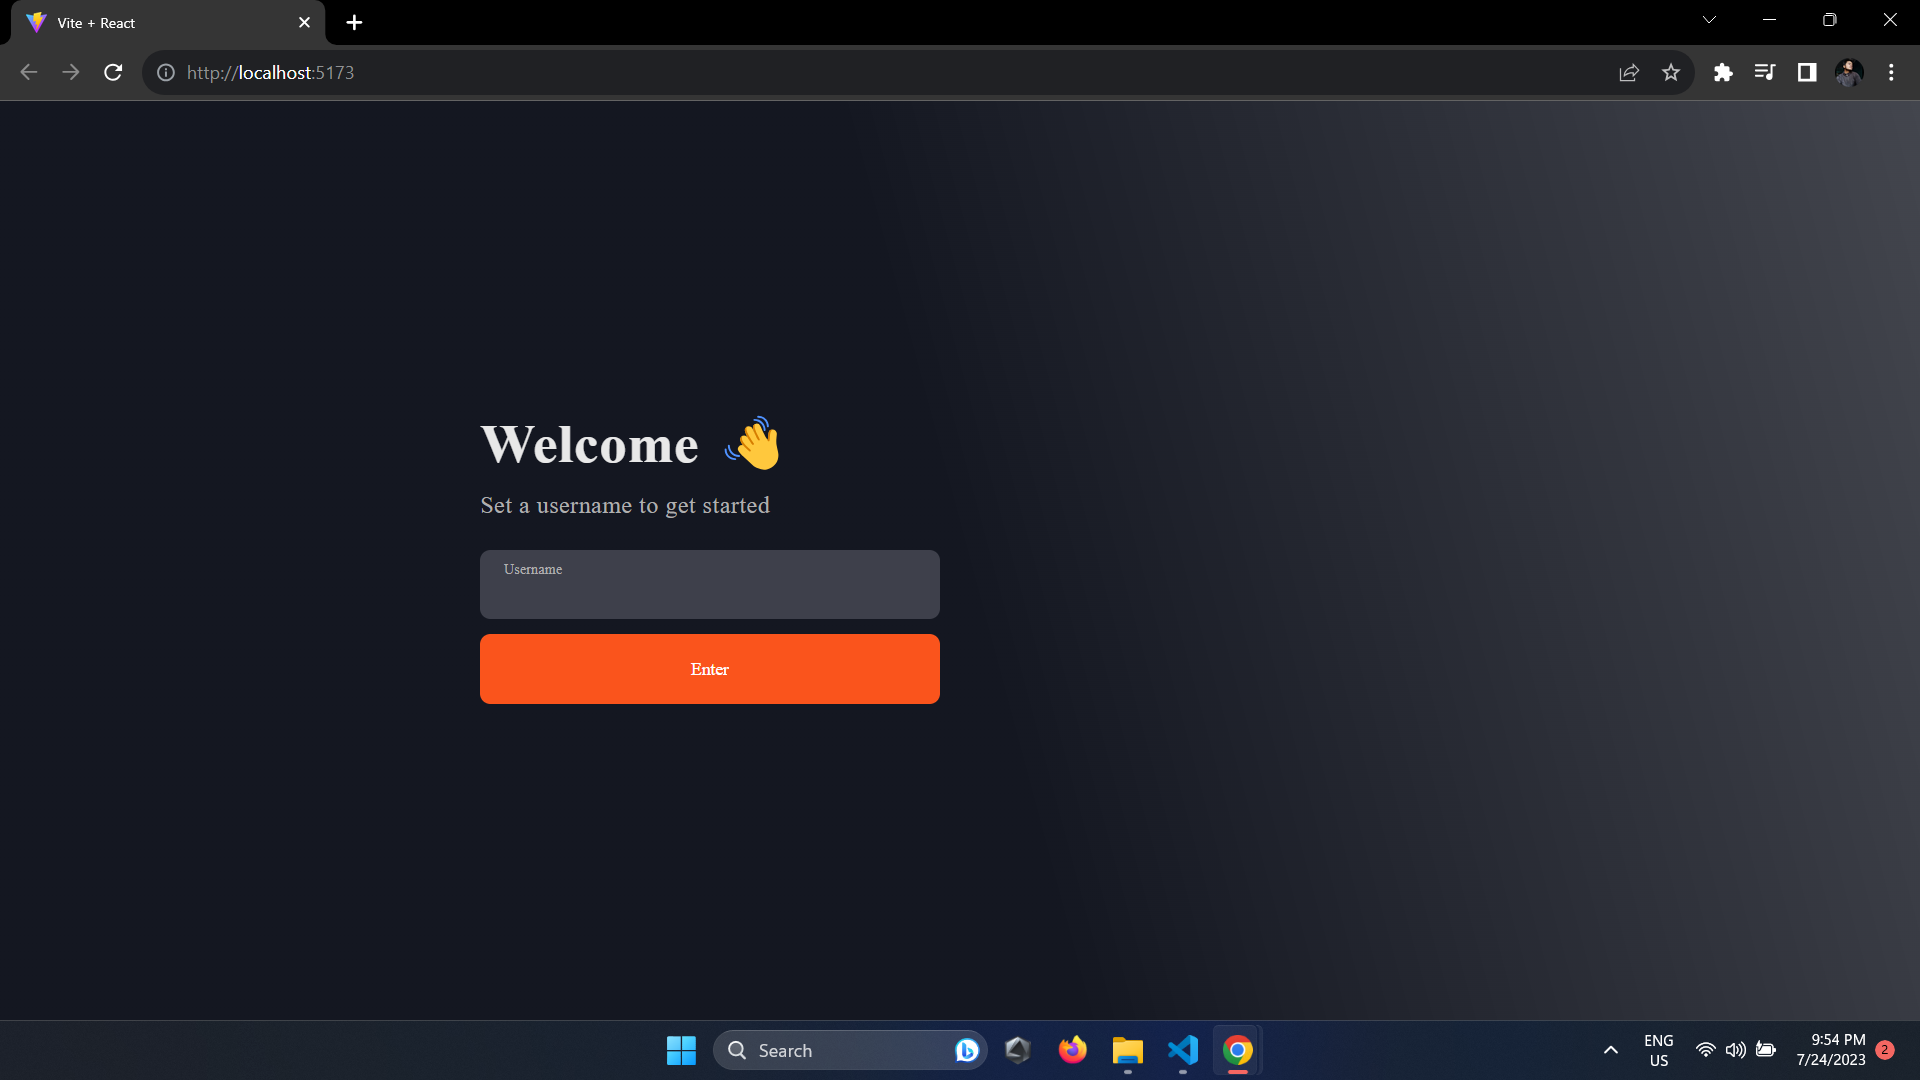 Vite + React
http://localhost:5173
Welcome 👋
Set a username to get started
Username
Enter
Search
ENG
US
9:54 PM
7/24/2023
2